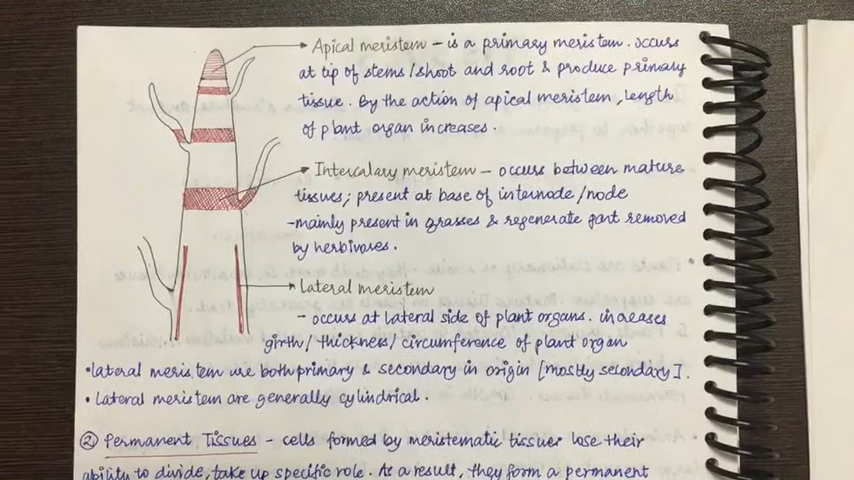 Apical meristem – is a primary meristem. occurs
at tip of stems/shoot and root & produce primary
tissue. By the action of apical meristem, length
of plant organ increases.
Intercalary meristem – occurs between mature
tissues; present at base of internode/node
-mainly present in grasses & regenerate part removed
by herbivores.
Lateral meristem
- occurs at lateral side of plant organs. increases
girth/thickness/circumference of plant organ
•lateral meristem are both primary & secondary in origin [mostly secondary].
• Lateral meristem are generally cylindrical.
② Permanent Tissues – cells formed by meristematic tissues lose their
ability to divide, take up specific role. As a result, they form a permanent